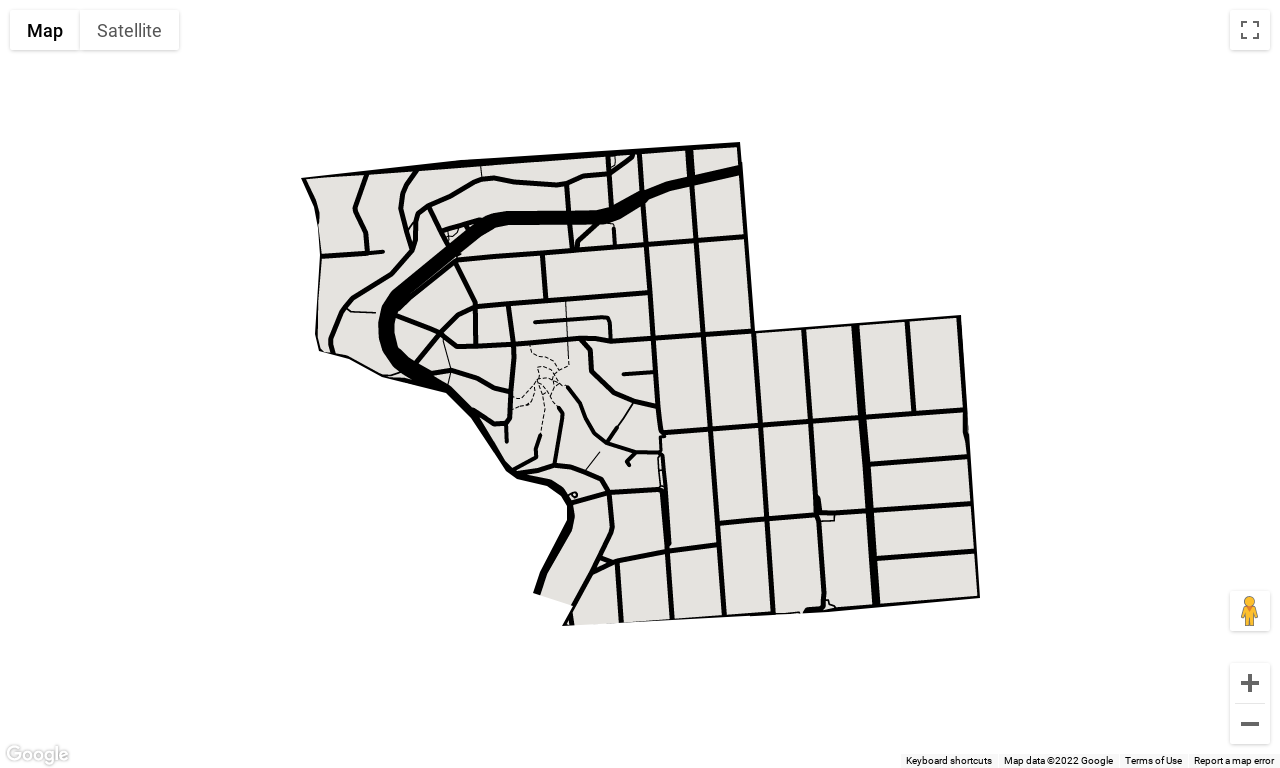 Map Satellite
Google
Keyboard shortcuts Map data ©2022 Google Terms of Use Report a map error